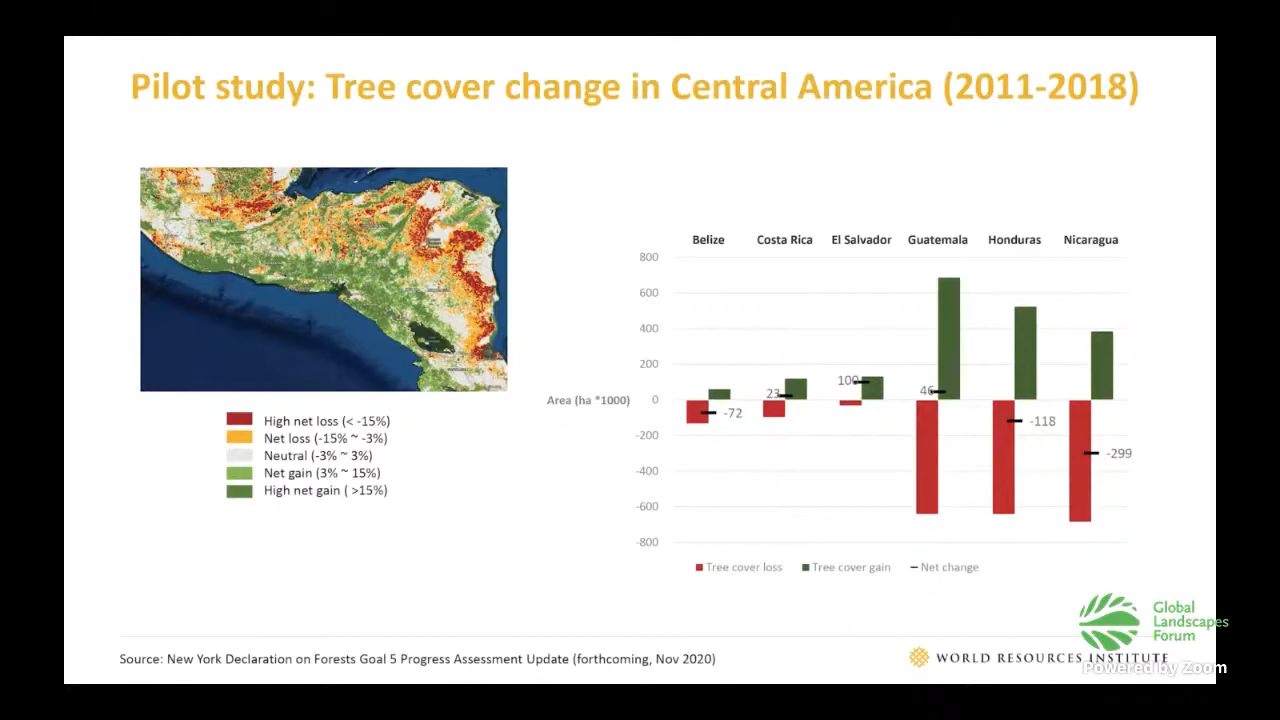 Pilot study: Tree cover change in Central America (2011-2018)
High net loss (< -15%)
Net loss (-15% ~ -3%)
Neutral (-3% ~ 3%)
Net gain (3% ~ 15%)
High net gain ( >15%)
Belize Costa Rica El Salvador Guatemala Honduras Nicaragua
800
600
400
200
0
-200
-400
-600
-800
Area (ha *1000)
-72
23
100
46
-118
-299
Tree cover loss Tree cover gain Net change
Global
Landscapes
Forum
Source: New York Declaration on Forests Goal 5 Progress Assessment Update (forthcoming, Nov 2020)
WORLD RESOURCES INSTITUTE
Powered by Zoom